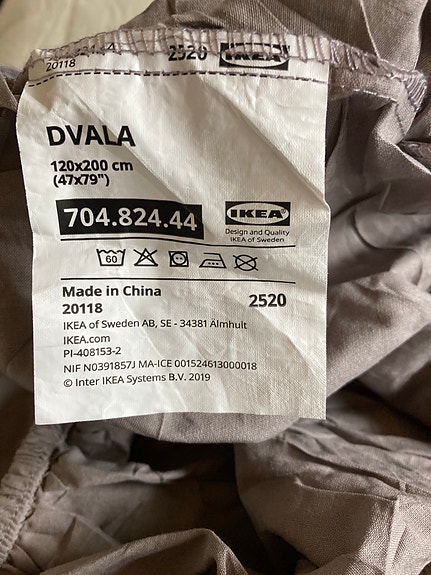 20118 2520 IKEA
DVALA
120x200 cm
(47x79")
704.824.44
IKEA
Design and Quality
IKEA of Sweden
60
Made in China
20118
2520
IKEA of Sweden AB, SE - 34381 Älmhult
IKEA.com
PI-408153-2
NIF N0391857J MA-ICE 001524613000018
© Inter IKEA Systems B.V. 2019